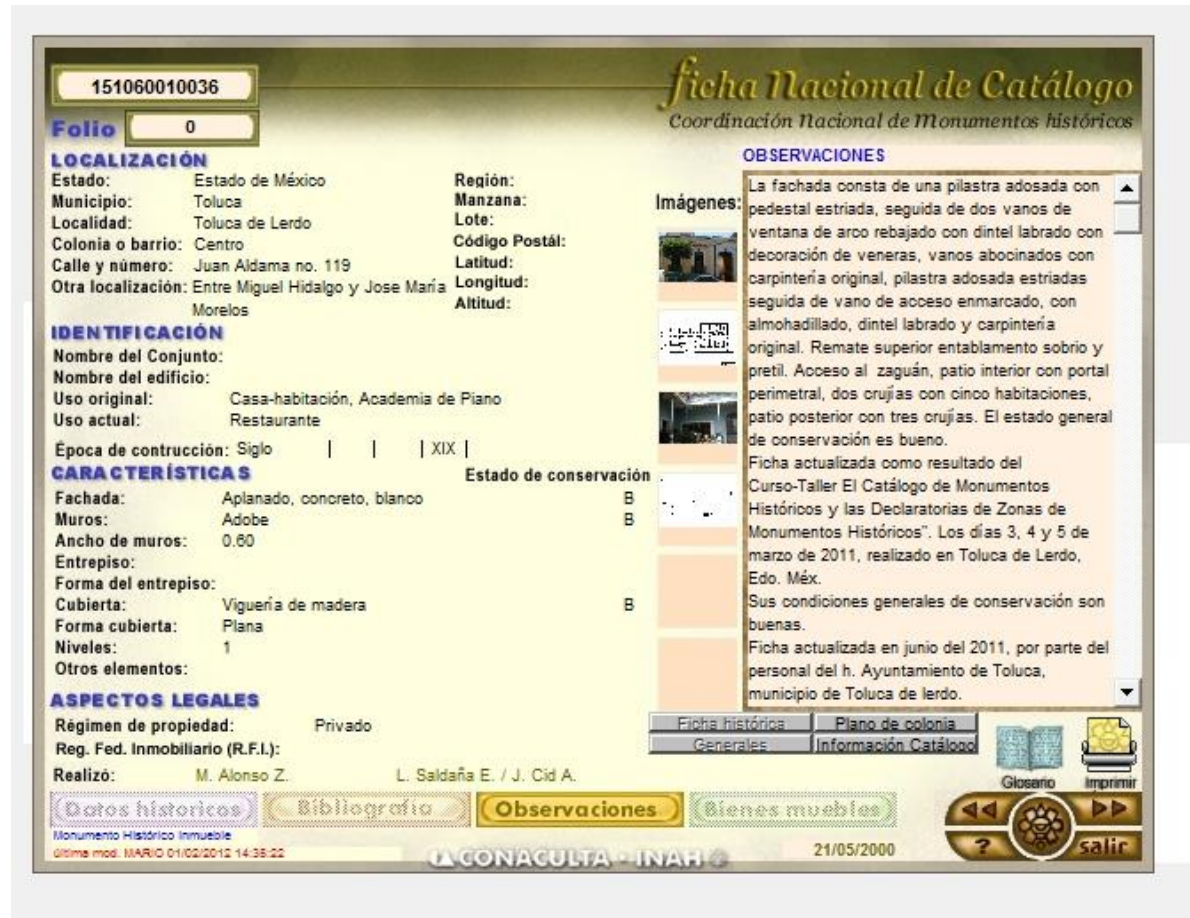 151060010036
ficha Nacional de Catálogo
Folio 0
Coordinación Nacional de Monumentos históricos
LOCALIZACIÓN
Estado: Estado de México
Municipio: Toluca
Localidad: Toluca de Lerdo
Colonia o barrio: Centro
Calle y número: Juan Aldama no. 119
Otra localización: Entre Miguel Hidalgo y Jose María
Morelos
Región:
Manzana:
Lote:
Código Postál:
Latitud:
Longitud:
Altitud:
IDENTIFICACIÓN
Nombre del Conjunto:
Nombre del edificio:
Uso original: Casa-habitación, Academia de Piano
Uso actual: Restaurante
Época de contrucción: Siglo | | | XIX |
CARACTERÍSTICAS Estado de conservación
Fachada: Aplanado, concreto, blanco B
Muros: Adobe B
Ancho de muros: 0.60
Entrepiso:
Forma del entrepiso:
Cubierta: Viguería de madera B
Forma cubierta: Plana
Niveles: 1
Otros elementos:
ASPECTOS LEGALES
Régimen de propiedad: Privado
Reg. Fed. Inmobiliario (R.F.I.):
Realizó: M. Alonso Z. L. Saldaña E. / J. Cid A.
Imágenes:
OBSERVACIONES
La fachada consta de una pilastra adosada con
pedestal estriada, seguida de dos vanos de
ventana de arco rebajado con dintel labrado con
decoración de veneras, vanos abocinados con
carpintería original, pilastra adosada estriadas
seguida de vano de acceso enmarcado, con
almohadillado, dintel labrado y carpintería
original. Remate superior entablamento sobrio y
pretil. Acceso al zaguán, patio interior con portal
perimetral, dos crujías con cinco habitaciones,
patio posterior con tres crujías. El estado general
de conservación es bueno.
Ficha actualizada como resultado del
Curso-Taller El Catálogo de Monumentos
Históricos y las Declaratorias de Zonas de
Monumentos Históricos". Los días 3, 4 y 5 de
marzo de 2011, realizado en Toluca de Lerdo,
Edo. Méx.
Sus condiciones generales de conservación son
buenas.
Ficha actualizada en junio del 2011, por parte del
personal del h. Ayuntamiento de Toluca,
municipio de Toluca de lerdo.
Ficha histórica Plano de colonia
Generales Información Catálogo
Glosario Imprimir
Datos historicos Bibliografía Observaciones Bienes muebles
Monumento Histórico Inmueble
última mod. MARIO 01/02/2012 14:35:22
CONACULTA - INAH
21/05/2000
? salir